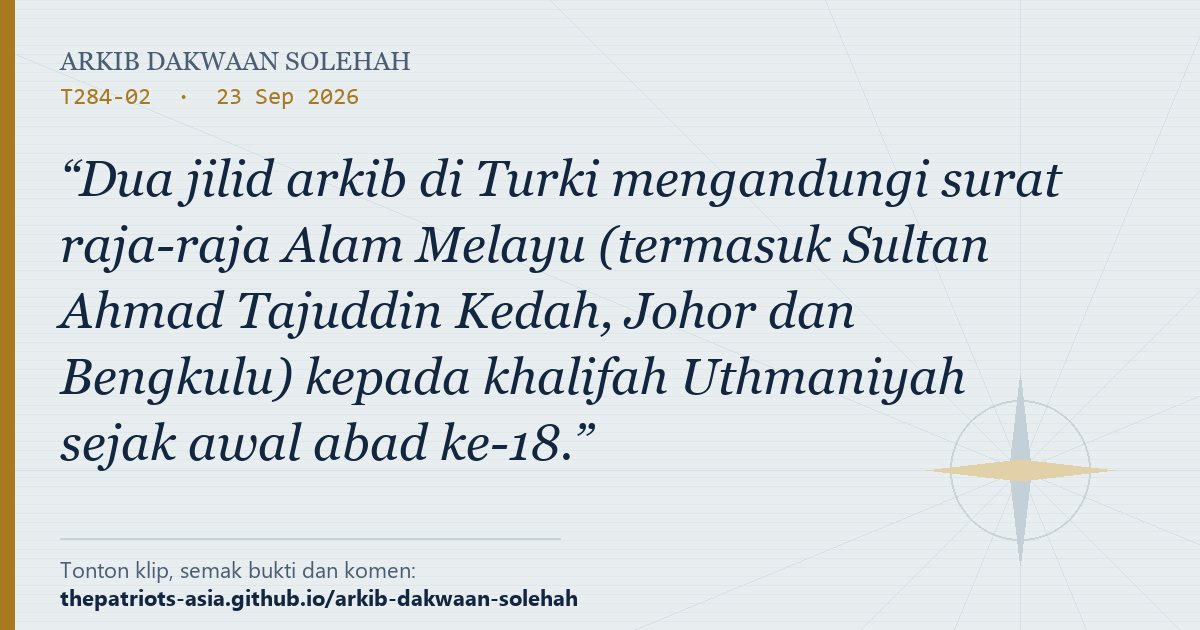 ARKIB DAKWAAN SOLEHAH
T284-02 · 23 Sep 2026
“Dua jilid arkib di Turki mengandungi surat
raja-raja Alam Melayu (termasuk Sultan
Ahmad Tajuddin Kedah, Johor dan
Bengkulu) kepada khalifah Uthmaniyah
sejak awal abad ke-18.”
Tonton klip, semak bukti dan komen:
thepatriots-asia.github.io/arkib-dakwaan-solehah